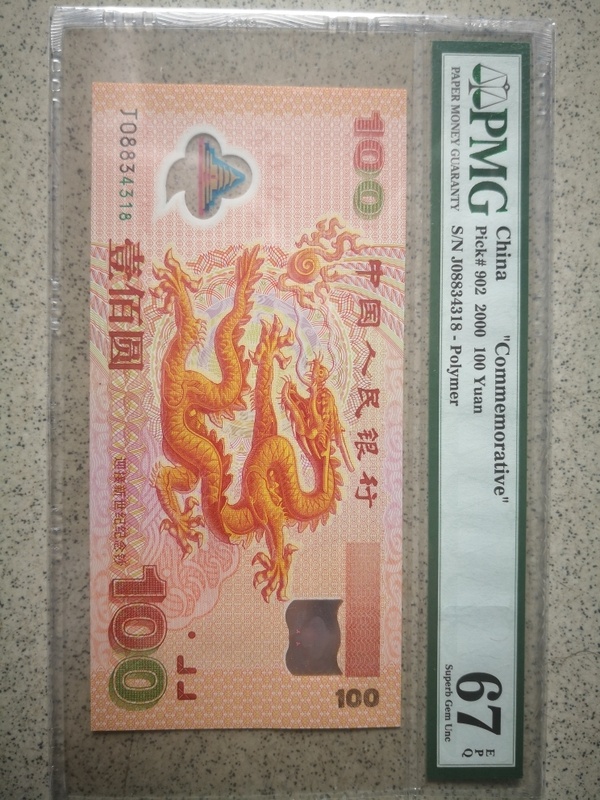 PMG
PAPER MONEY GUARANTY
China "Commemorative"
Pick# 902 2000 100 Yuan
S/N J08834318 - Polymer
67
EPQ
Superb Gem Unc
100
中国人民银行
J08834318
壹佰圆
迎接新世纪纪念钞
100
100